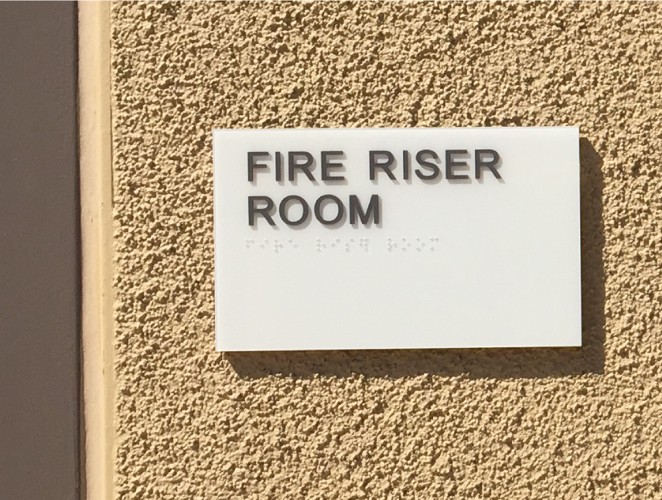 FIRE RISER
ROOM
⠋⠊⠗⠑ ⠗⠊⠎⠻ ⠗⠕⠕⠍